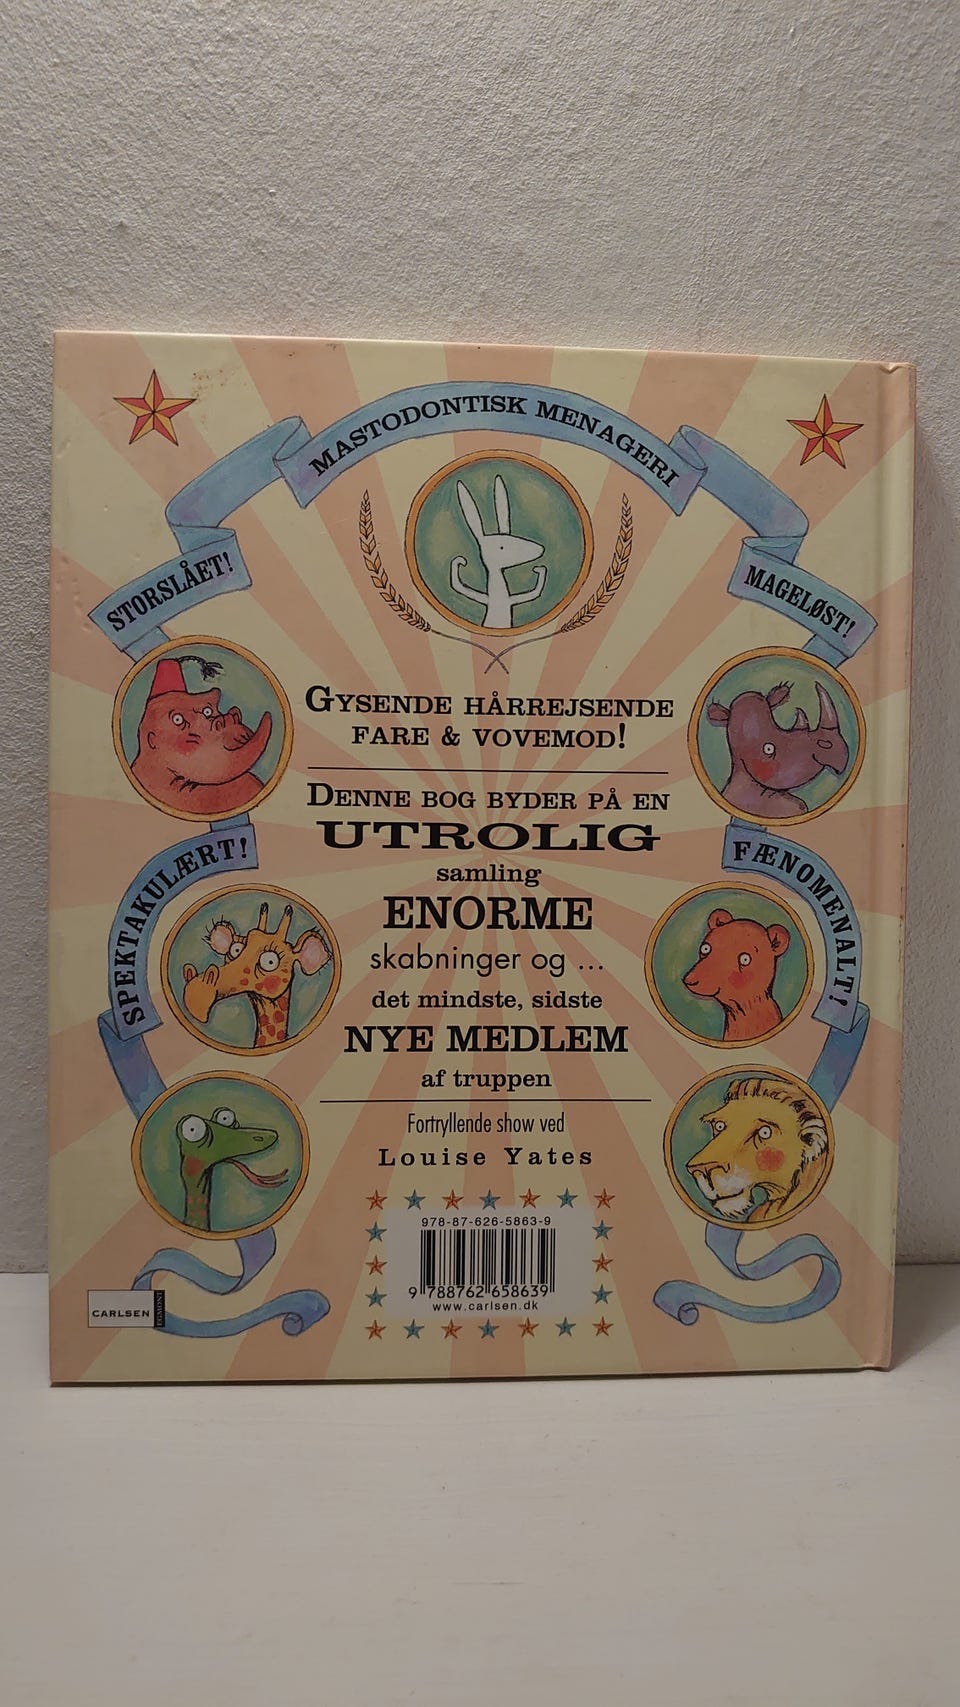 MASTODONTISK MENAGERI
STORSLÅET!
MAGELØST!
GYSENDE HÅRREJSENDE
FARE & VOVEMOD!
DENNE BOG BYDER PÅ EN
UTROLIG
samling
ENORME
skabninger og ...
det mindste, sidste
NYE MEDLEM
af truppen
SPEKTAKULÆRT!
FÆNOMENALT!
Fortryllende show ved
Louise Yates
978-87-626-5863-9
9 788762 658639
www.carlsen.dk
CARLSEN
EGMONT